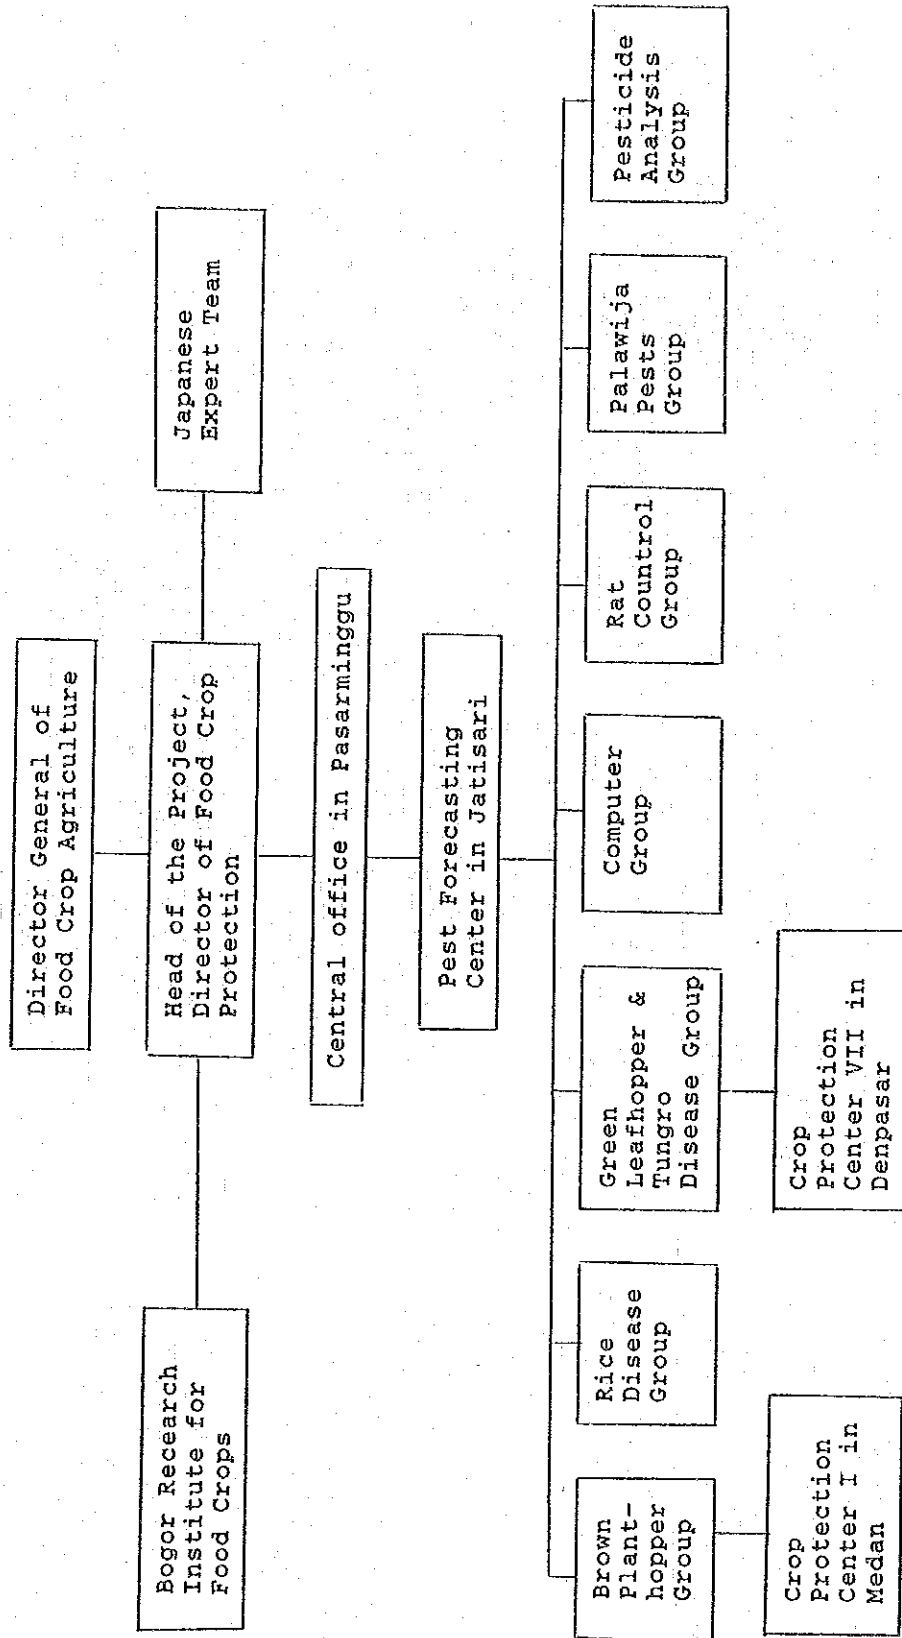 Director General of
Food Crop Agriculture
Bogor Recearch
Institute for
Food Crops
Head of the Project,
Director of Food Crop
Protection
Japanese
Expert Team
Central office in Pasarminggu
Pest Forecasting
Center in Jatisari
Brown
Plant-
hopper
Group
Rice
Disease
Group
Green
Leafhopper &
Tungro
Disease Group
Computer
Group
Rat
Countrol
Group
Palawija
Pests
Group
Pesticide
Analysis
Group
Crop
Protection
Center I in
Medan
Crop
Protection
Center VII in
Denpasar